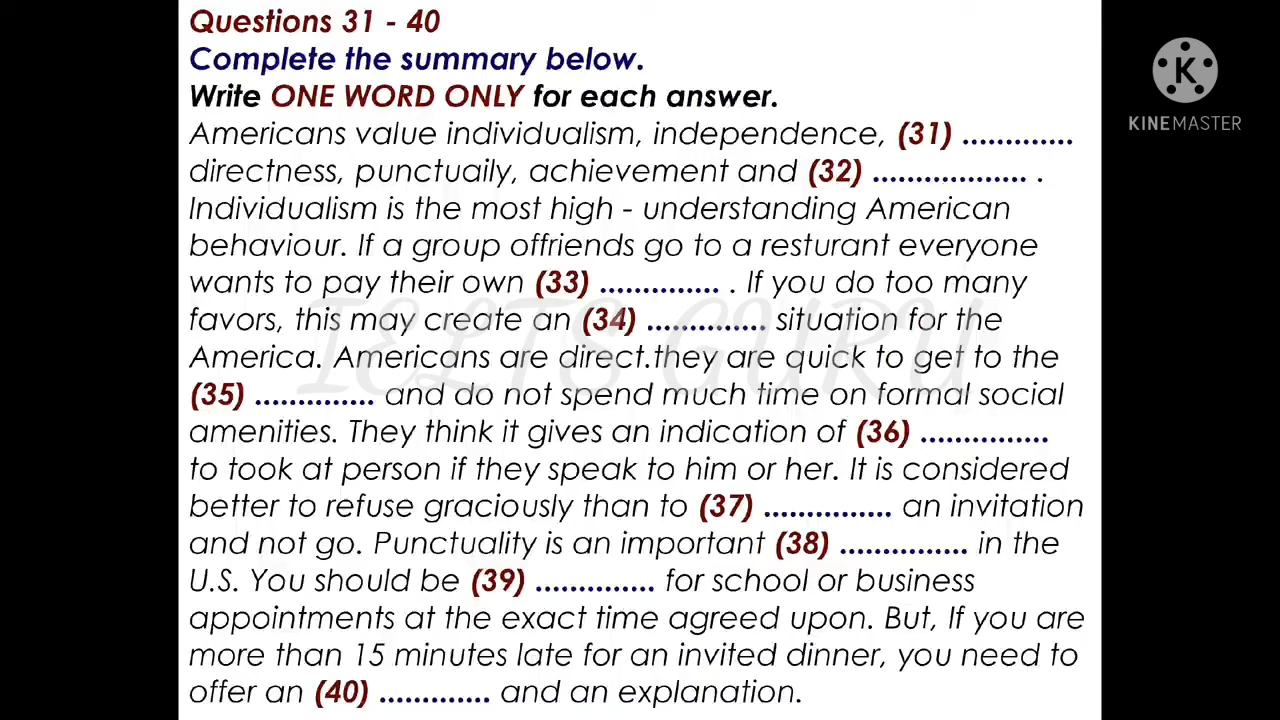 Questions 31 - 40
Complete the summary below.
Write ONE WORD ONLY for each answer.
Americans value individualism, independence, (31) .............
directness, punctuaily, achievement and (32) .................. .
Individualism is the most high - understanding American
behaviour. If a group offriends go to a resturant everyone
wants to pay their own (33) .............. . If you do too many
favors, this may create an (34) .............. situation for the
America. Americans are direct.they are quick to get to the
(35) .............. and do not spend much time on formal social
amenities. They think it gives an indication of (36) ...............
to took at person if they speak to him or her. It is considered
better to refuse graciously than to (37) ............... an invitation
and not go. Punctuality is an important (38) ............... in the
U.S. You should be (39) .............. for school or business
appointments at the exact time agreed upon. But, If you are
more than 15 minutes late for an invited dinner, you need to
offer an (40) ............. and an explanation.
IELTS GURU
K
KINEMASTER